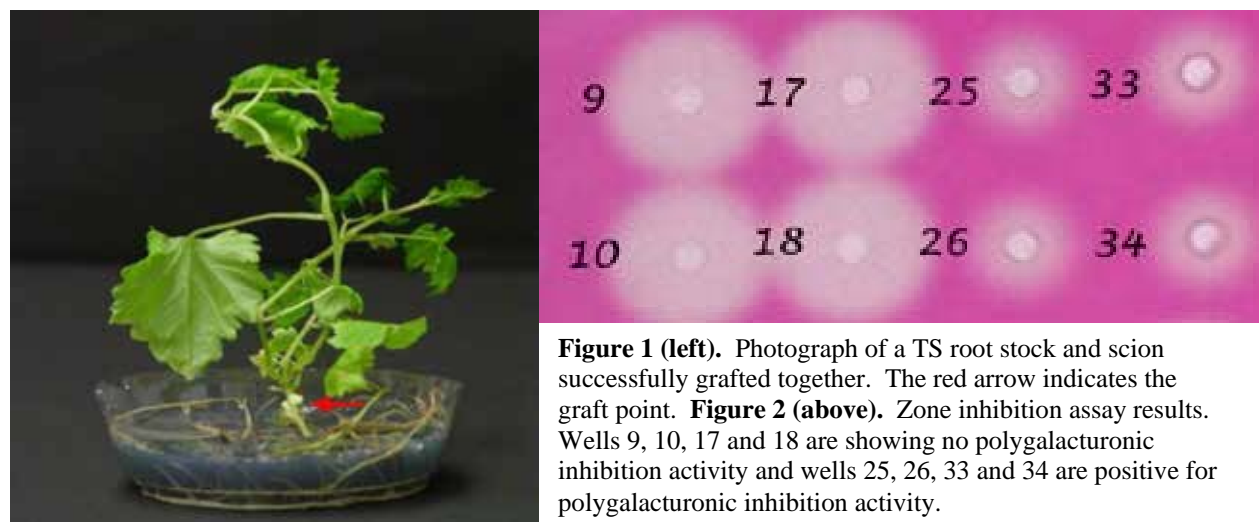 9 17 25 33
10 18 26 34
Figure 1 (left). Photograph of a TS root stock and scion
successfully grafted together. The red arrow indicates the
graft point. Figure 2 (above). Zone inhibition assay results.
Wells 9, 10, 17 and 18 are showing no polygalacturonic
inhibition activity and wells 25, 26, 33 and 34 are positive for
polygalacturonic inhibition activity.